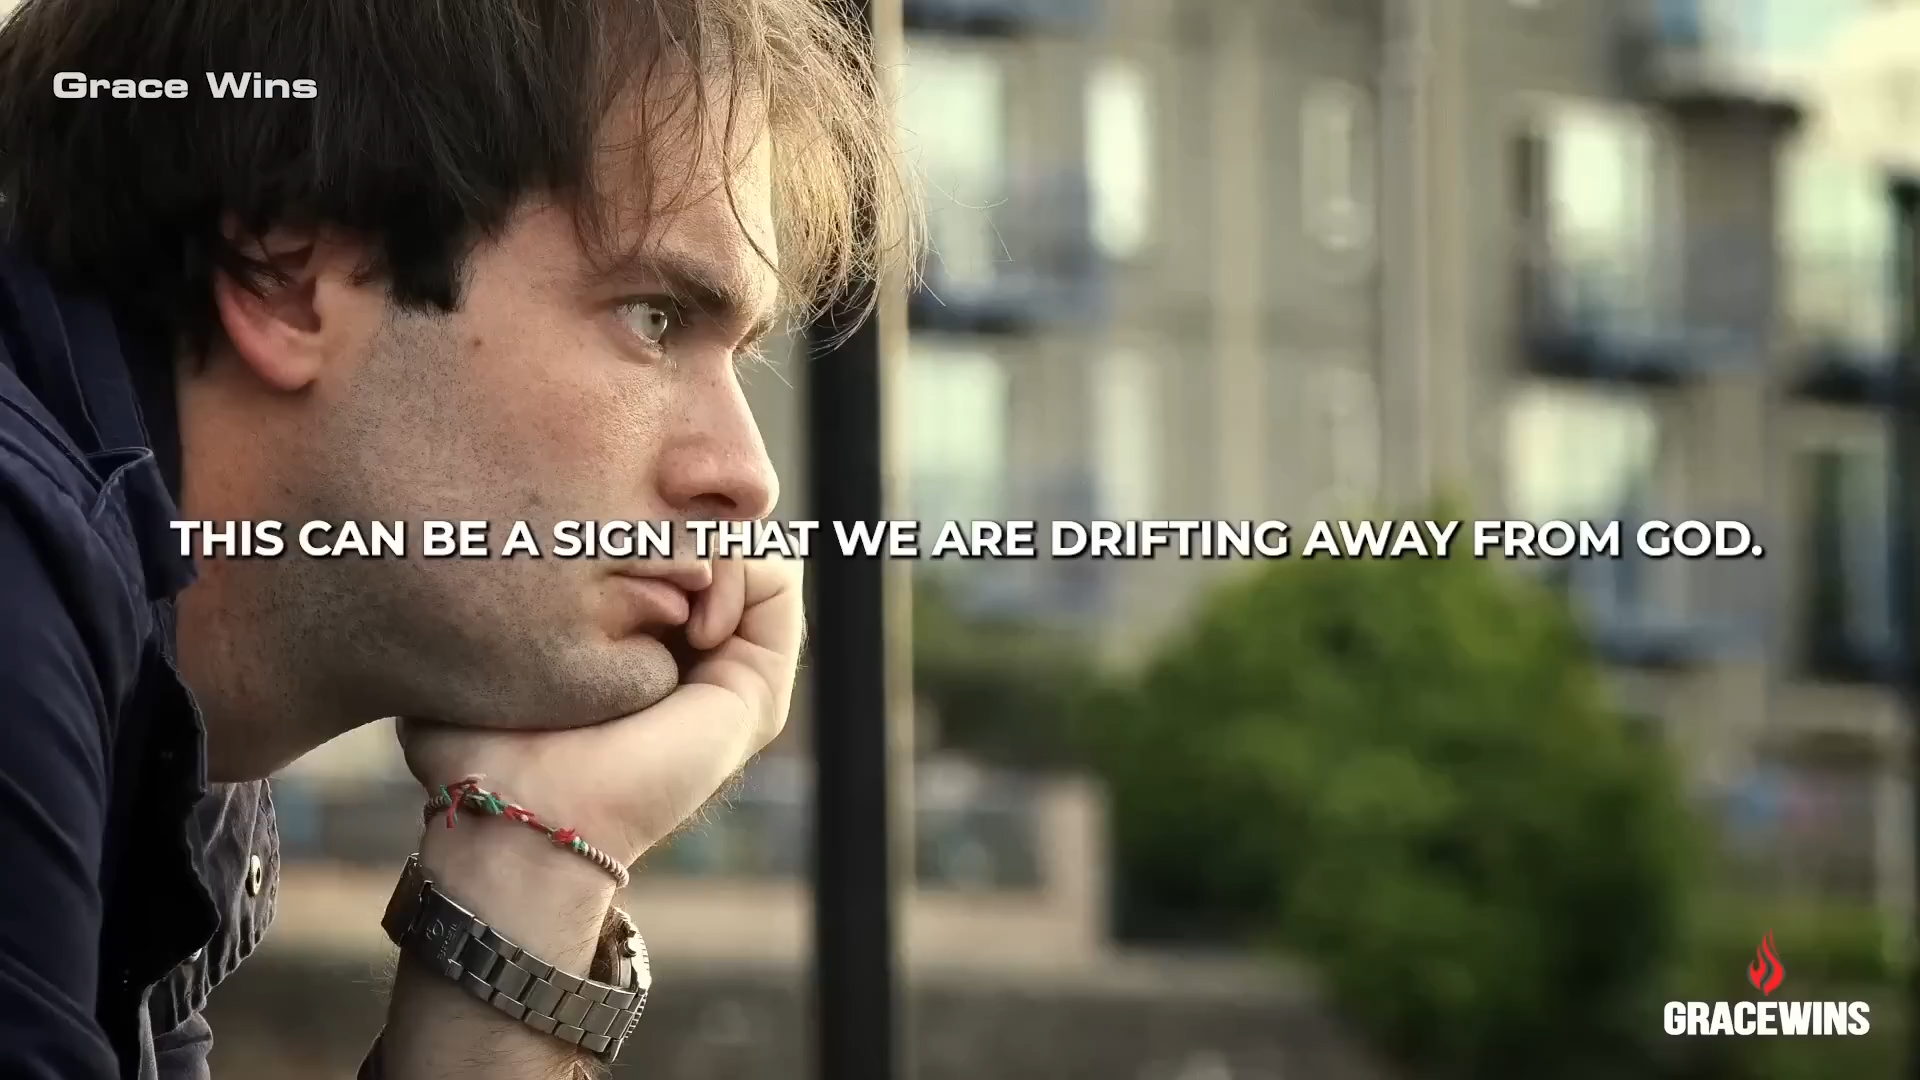 Grace Wins
THIS CAN BE A SIGN THAT WE ARE DRIFTING AWAY FROM GOD.
GRACEWINS